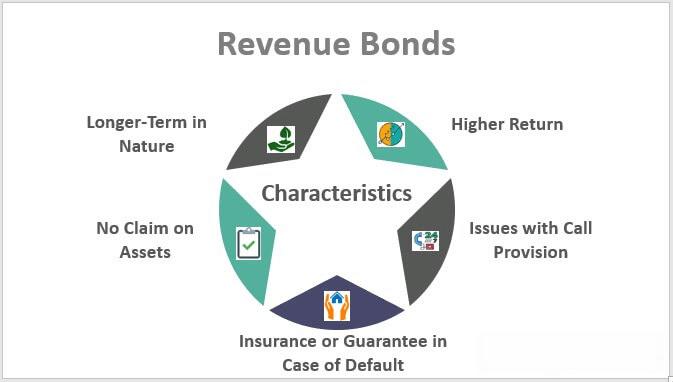 Revenue Bonds
Longer-Term in
Nature
Higher Return
Characteristics
No Claim on
Assets
Issues with Call
Provision
24
Insurance or Guarantee in
Case of Default